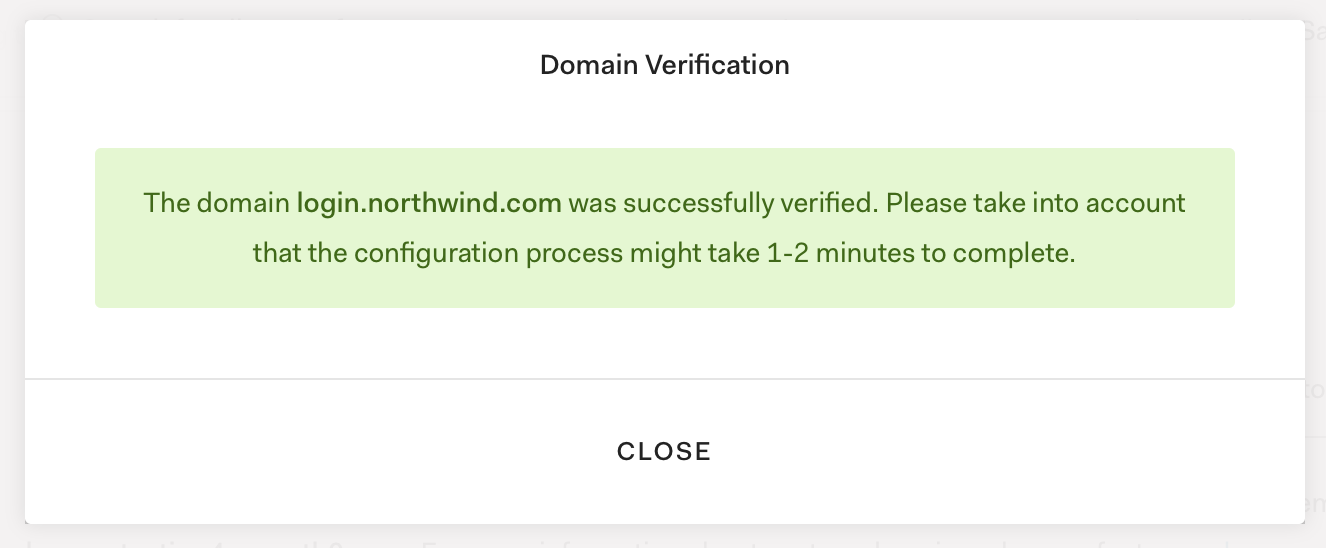 Domain Verification
The domain login.northwind.com was successfully verified. Please take into account
that the configuration process might take 1-2 minutes to complete.
CLOSE